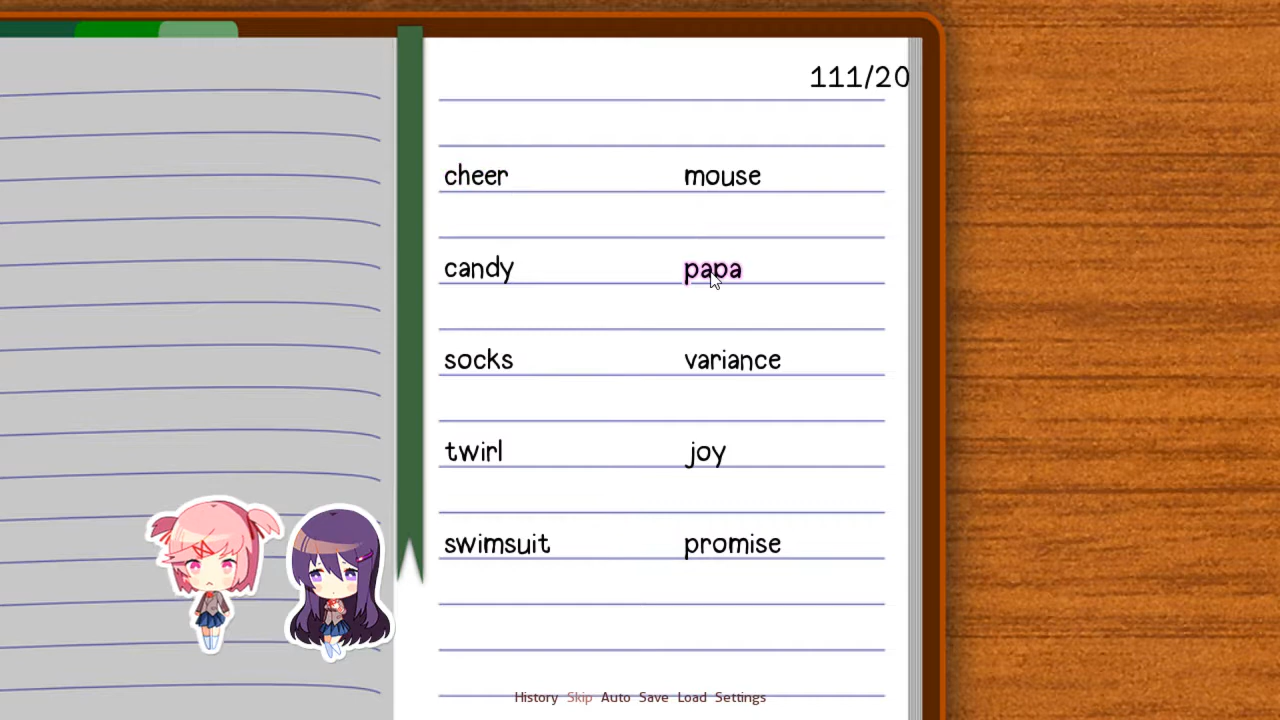 111/20
cheer mouse
candy papa
socks variance
twirl joy
swimsuit promise
History Skip Auto Save Load Settings